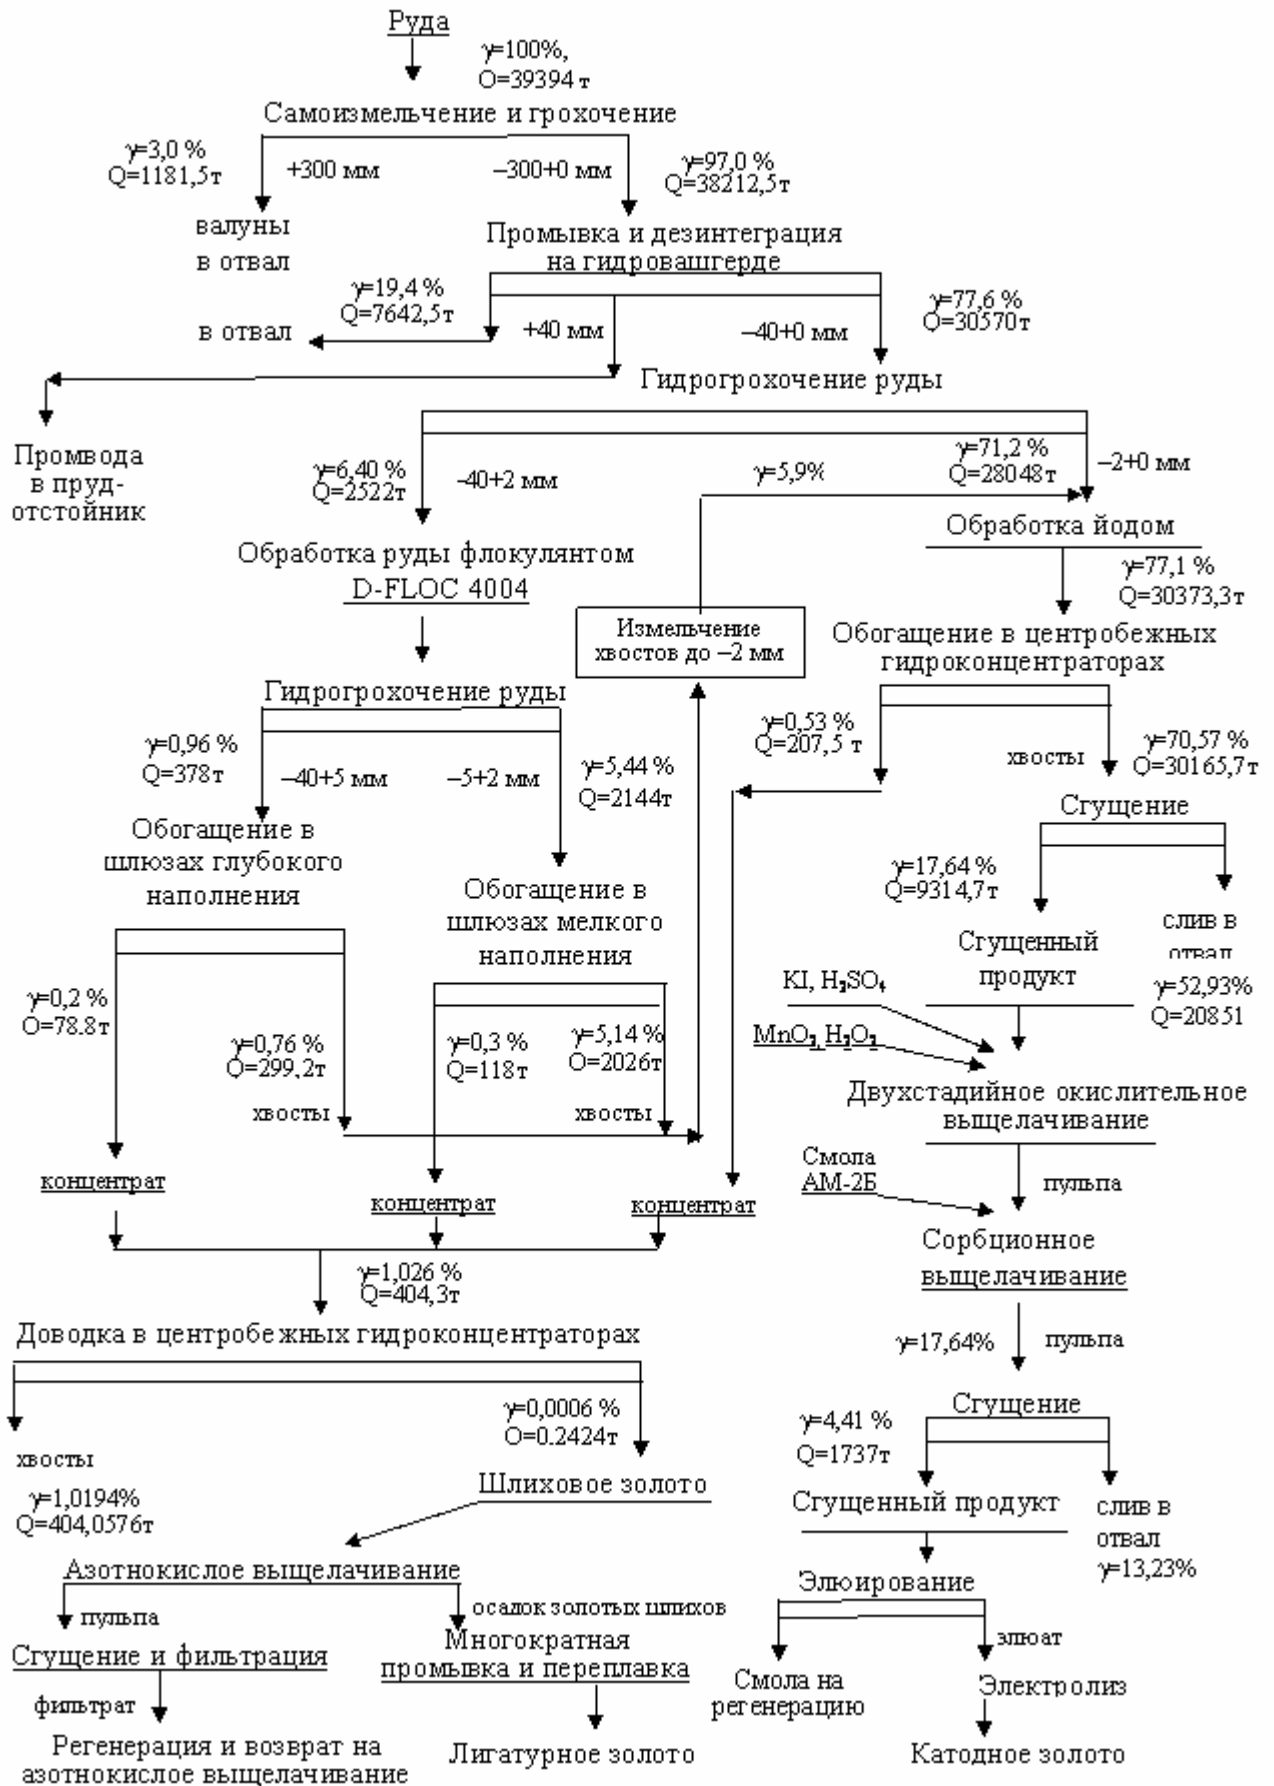 Руда
γ=100%,
Q=39394 т
Самоизмельчение и грохочение
γ=3,0 %
Q=1181,5т
+300 мм
–300+0 мм
γ=97,0 %
Q=38212,5т
валуны
в отвал
Промывка и дезинтеграция
на гидровашгерде
γ=19,4 %
Q=7642,5т
в отвал
+40 мм
–40+0 мм
γ=77,6 %
Q=30570т
Гидрогрохочение руды
Промвода
в пруд-
отстойник
γ=6,40 %
Q=2522т
–40+2 мм
γ=5,9%
γ=71,2 %
Q=28048т
–2+0 мм
Обработка йодом
Обработка руды флокулянтом
D-FLOC 4004
γ=77,1 %
Q=30373,3т
Измельчение
хвостов до –2 мм
Обогащение в центробежных
гидроконцентраторах
Гидрогрохочение руды
γ=0,96 %
Q=378т
–40+5 мм
–5+2 мм
γ=5,44 %
Q=2144т
γ=0,53 %
Q=207,5 т
хвосты
γ=70,57 %
Q=30165,7т
Обогащение в
шлюзах глубокого
наполнения
Сгущение
Обогащение в
шлюзах мелкого
наполнения
γ=17,64 %
Q=9314,7т
слив в
отвал
Сгущенный
продукт
γ=52,93%
Q=20851
γ=0,2 %
Q=78.8т
γ=0,76 %
Q=299,2т
хвосты
γ=0,3 %
Q=118т
γ=5,14 %
Q=2026т
хвосты
KI, H₂SO₄
MnO₂, H₂O₂
Двухстадийное окислительное
выщелачивание
Смола
АМ-2Б
пульпа
концентрат
концентрат
концентрат
Сорбционное
выщелачивание
γ=1,026 %
Q=404,3т
γ=17,64%
пульпа
Доводка в центробежных гидроконцентраторах
γ=0,0006 %
Q=0.2424т
хвосты
γ=1,0194%
Q=404,0576т
Шлиховое золото
Сгущение
γ=4,41 %
Q=1737т
Сгущенный продукт
слив в
отвал
γ=13,23%
Азотнокислое выщелачивание
пульпа
осалок золотых шлихов
Элюирование
элюат
Сгущение и фильтрация
Многократная
промывка и переплавка
Смола на
регенерацию
Электролиз
фильтрат
Регенерация и возврат на
азотнокислое выщелачивание
Лигатурное золото
Катодное золото